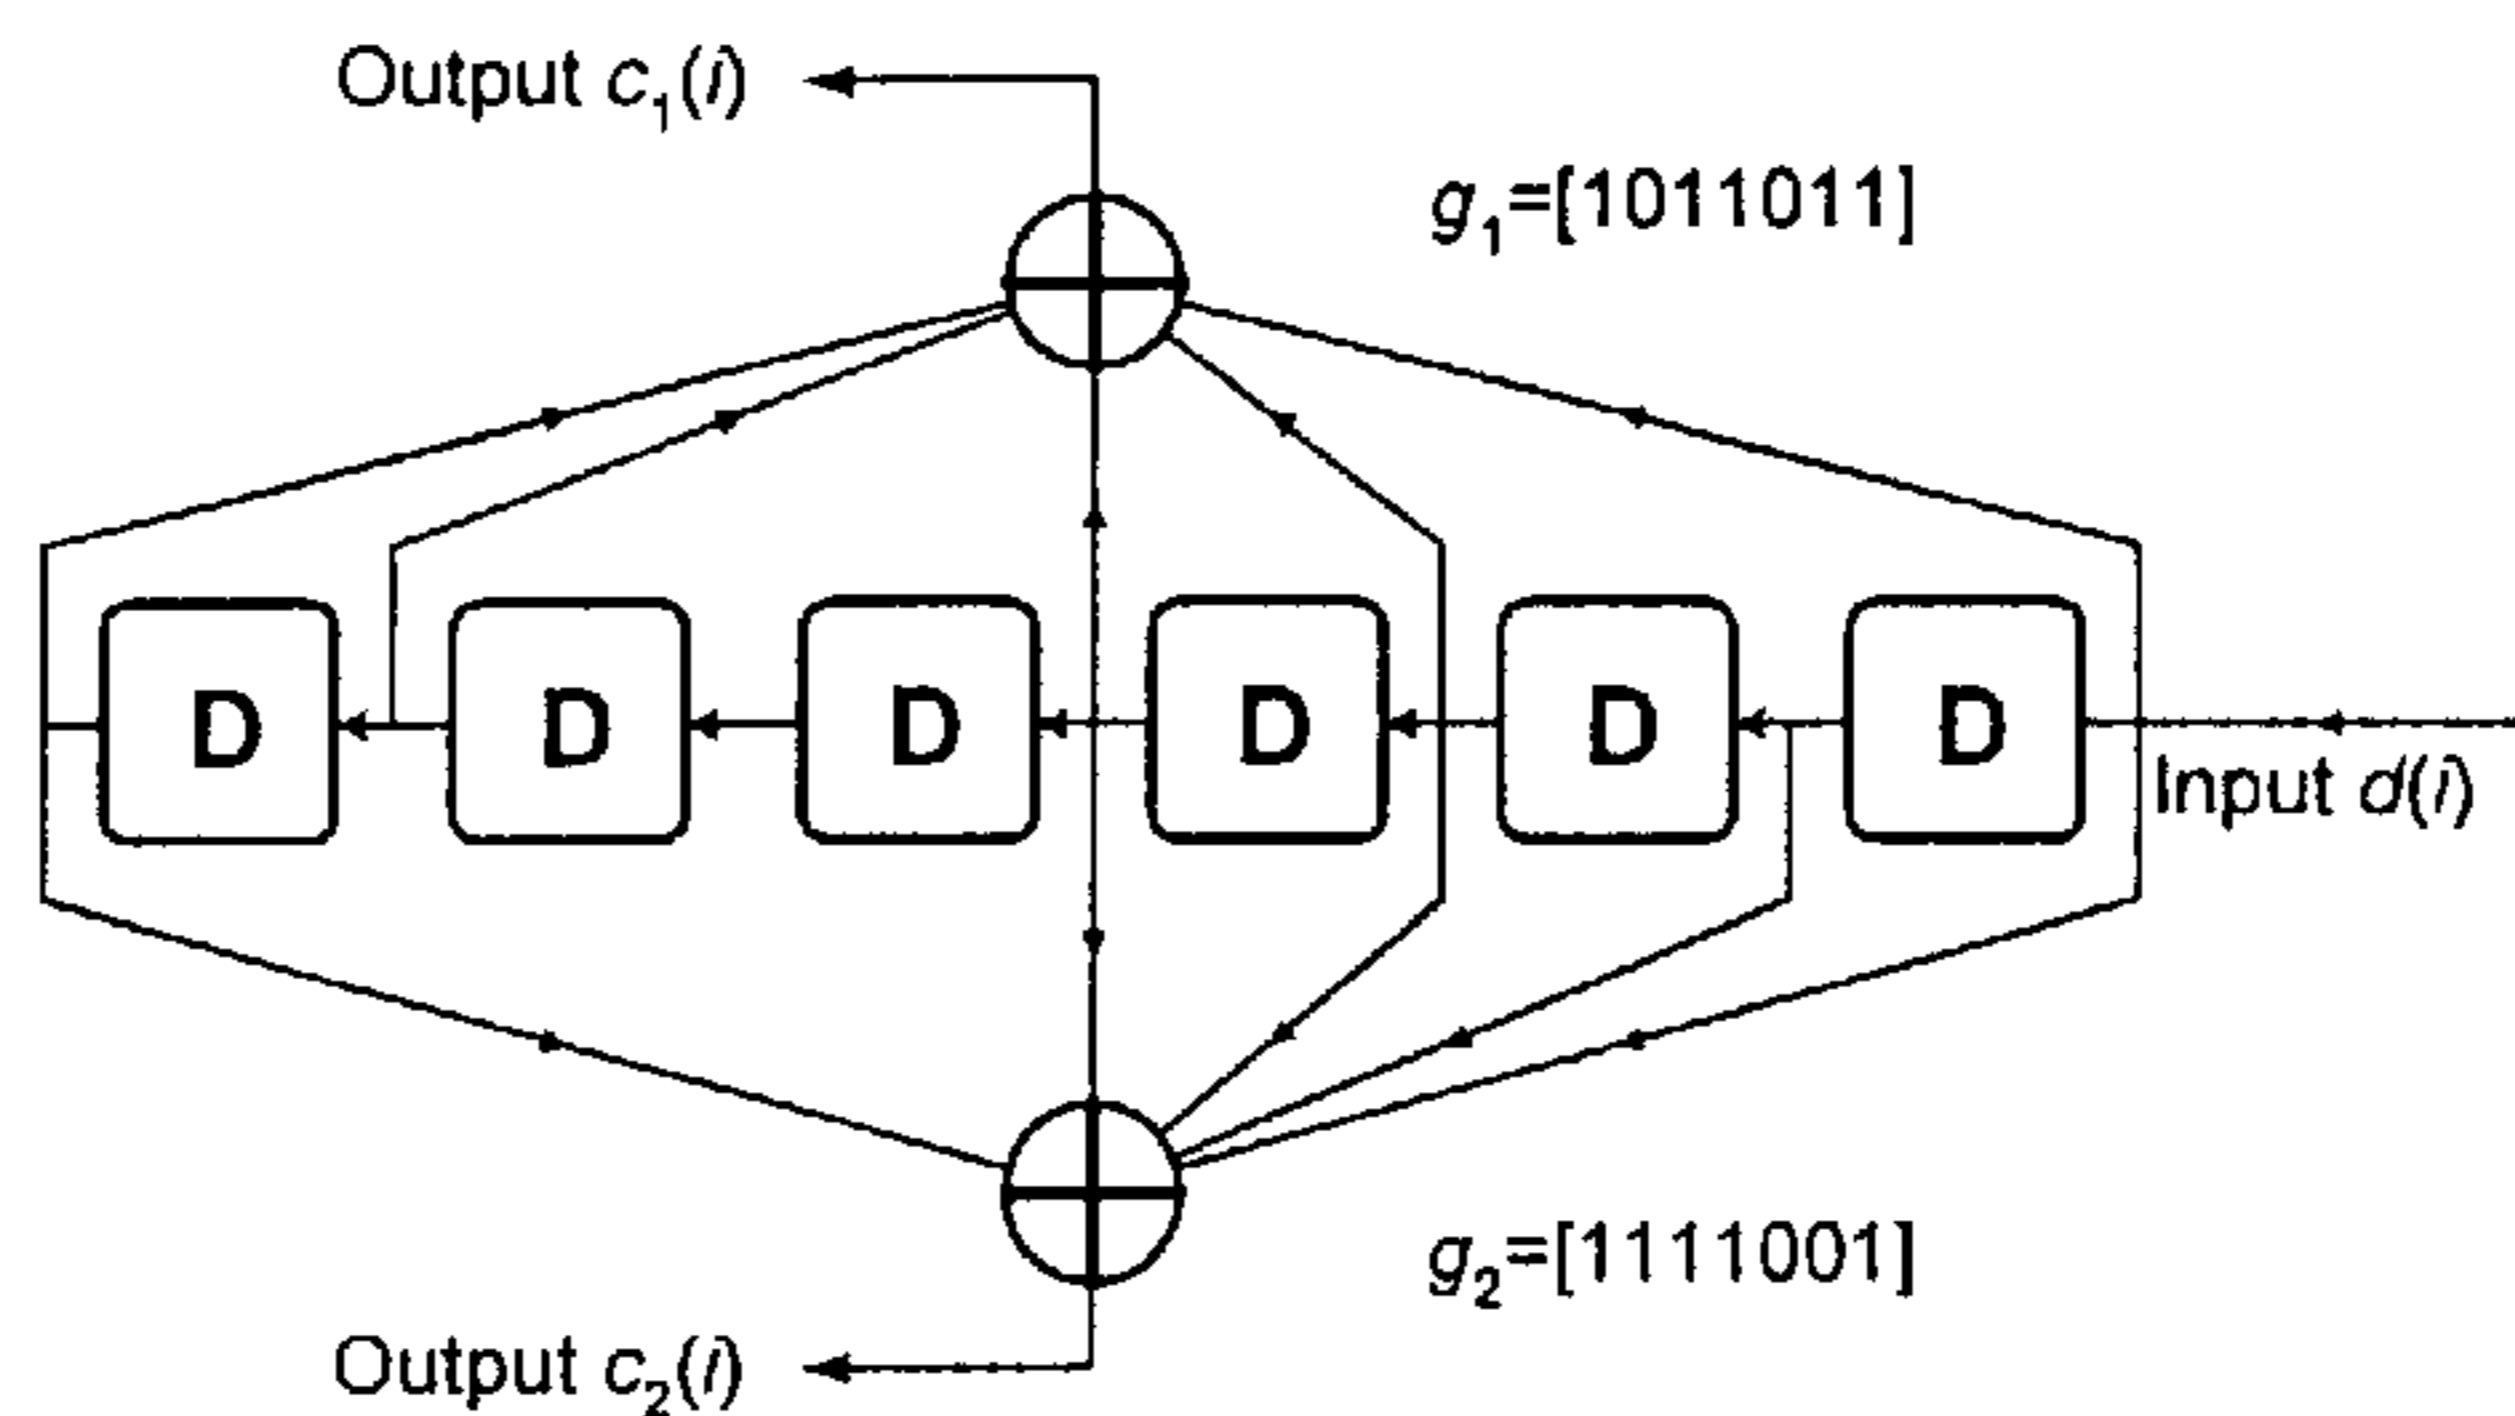 Output c₁(i)
g₁=[1011011]
D D D D D D
Input d(i)
g₂=[1111001]
Output c₂(i)